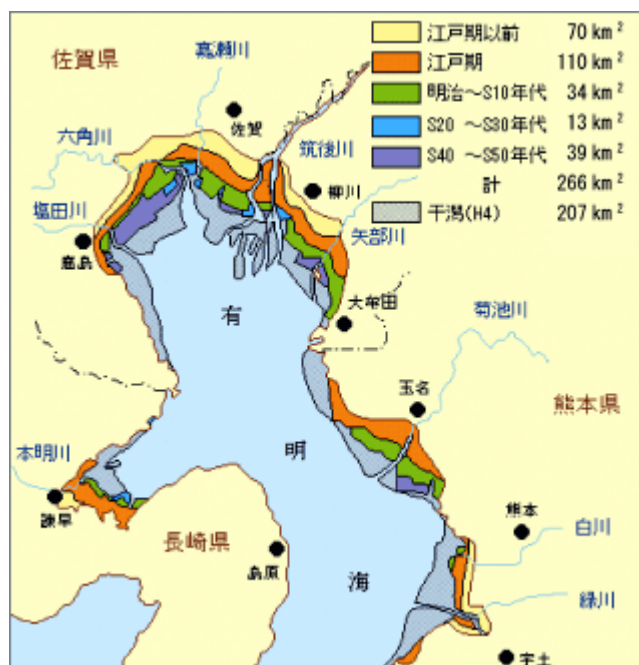 江戸期以前 70 km²
江戸期 110 km²
明治～S10年代 34 km²
S20 ～S30年代 13 km²
S40 ～S50年代 39 km²
計 266 km²
干潟(H4) 207 km²
佐賀県
嘉瀬川
佐賀
六角川
筑後川
柳川
塩田川
鹿島
矢部川
大牟田
菊池川
玉名
熊本県
有
明
海
本明川
諫早
長崎県
島原
熊本
白川
緑川
宇土